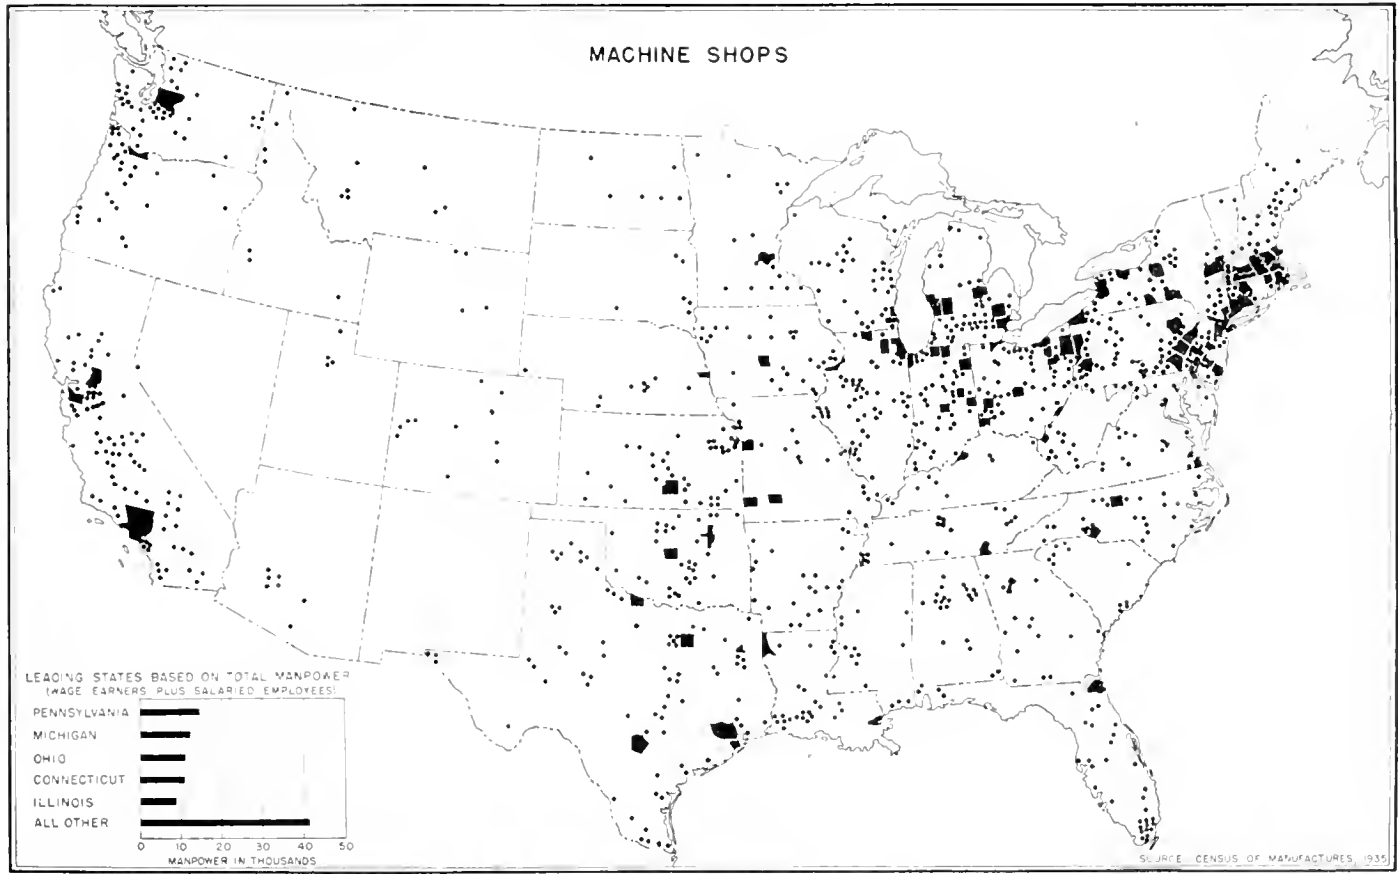 MACHINE SHOPS
LEADING STATES BASED ON TOTAL MANPOWER
(WAGE EARNERS PLUS SALARIED EMPLOYEES)
PENNSYLVANIA
MICHIGAN
OHIO
CONNECTICUT
ILLINOIS
ALL OTHER
0 10 20 30 40 50
MANPOWER IN THOUSANDS
SOURCE: CENSUS OF MANUFACTURES, 1935